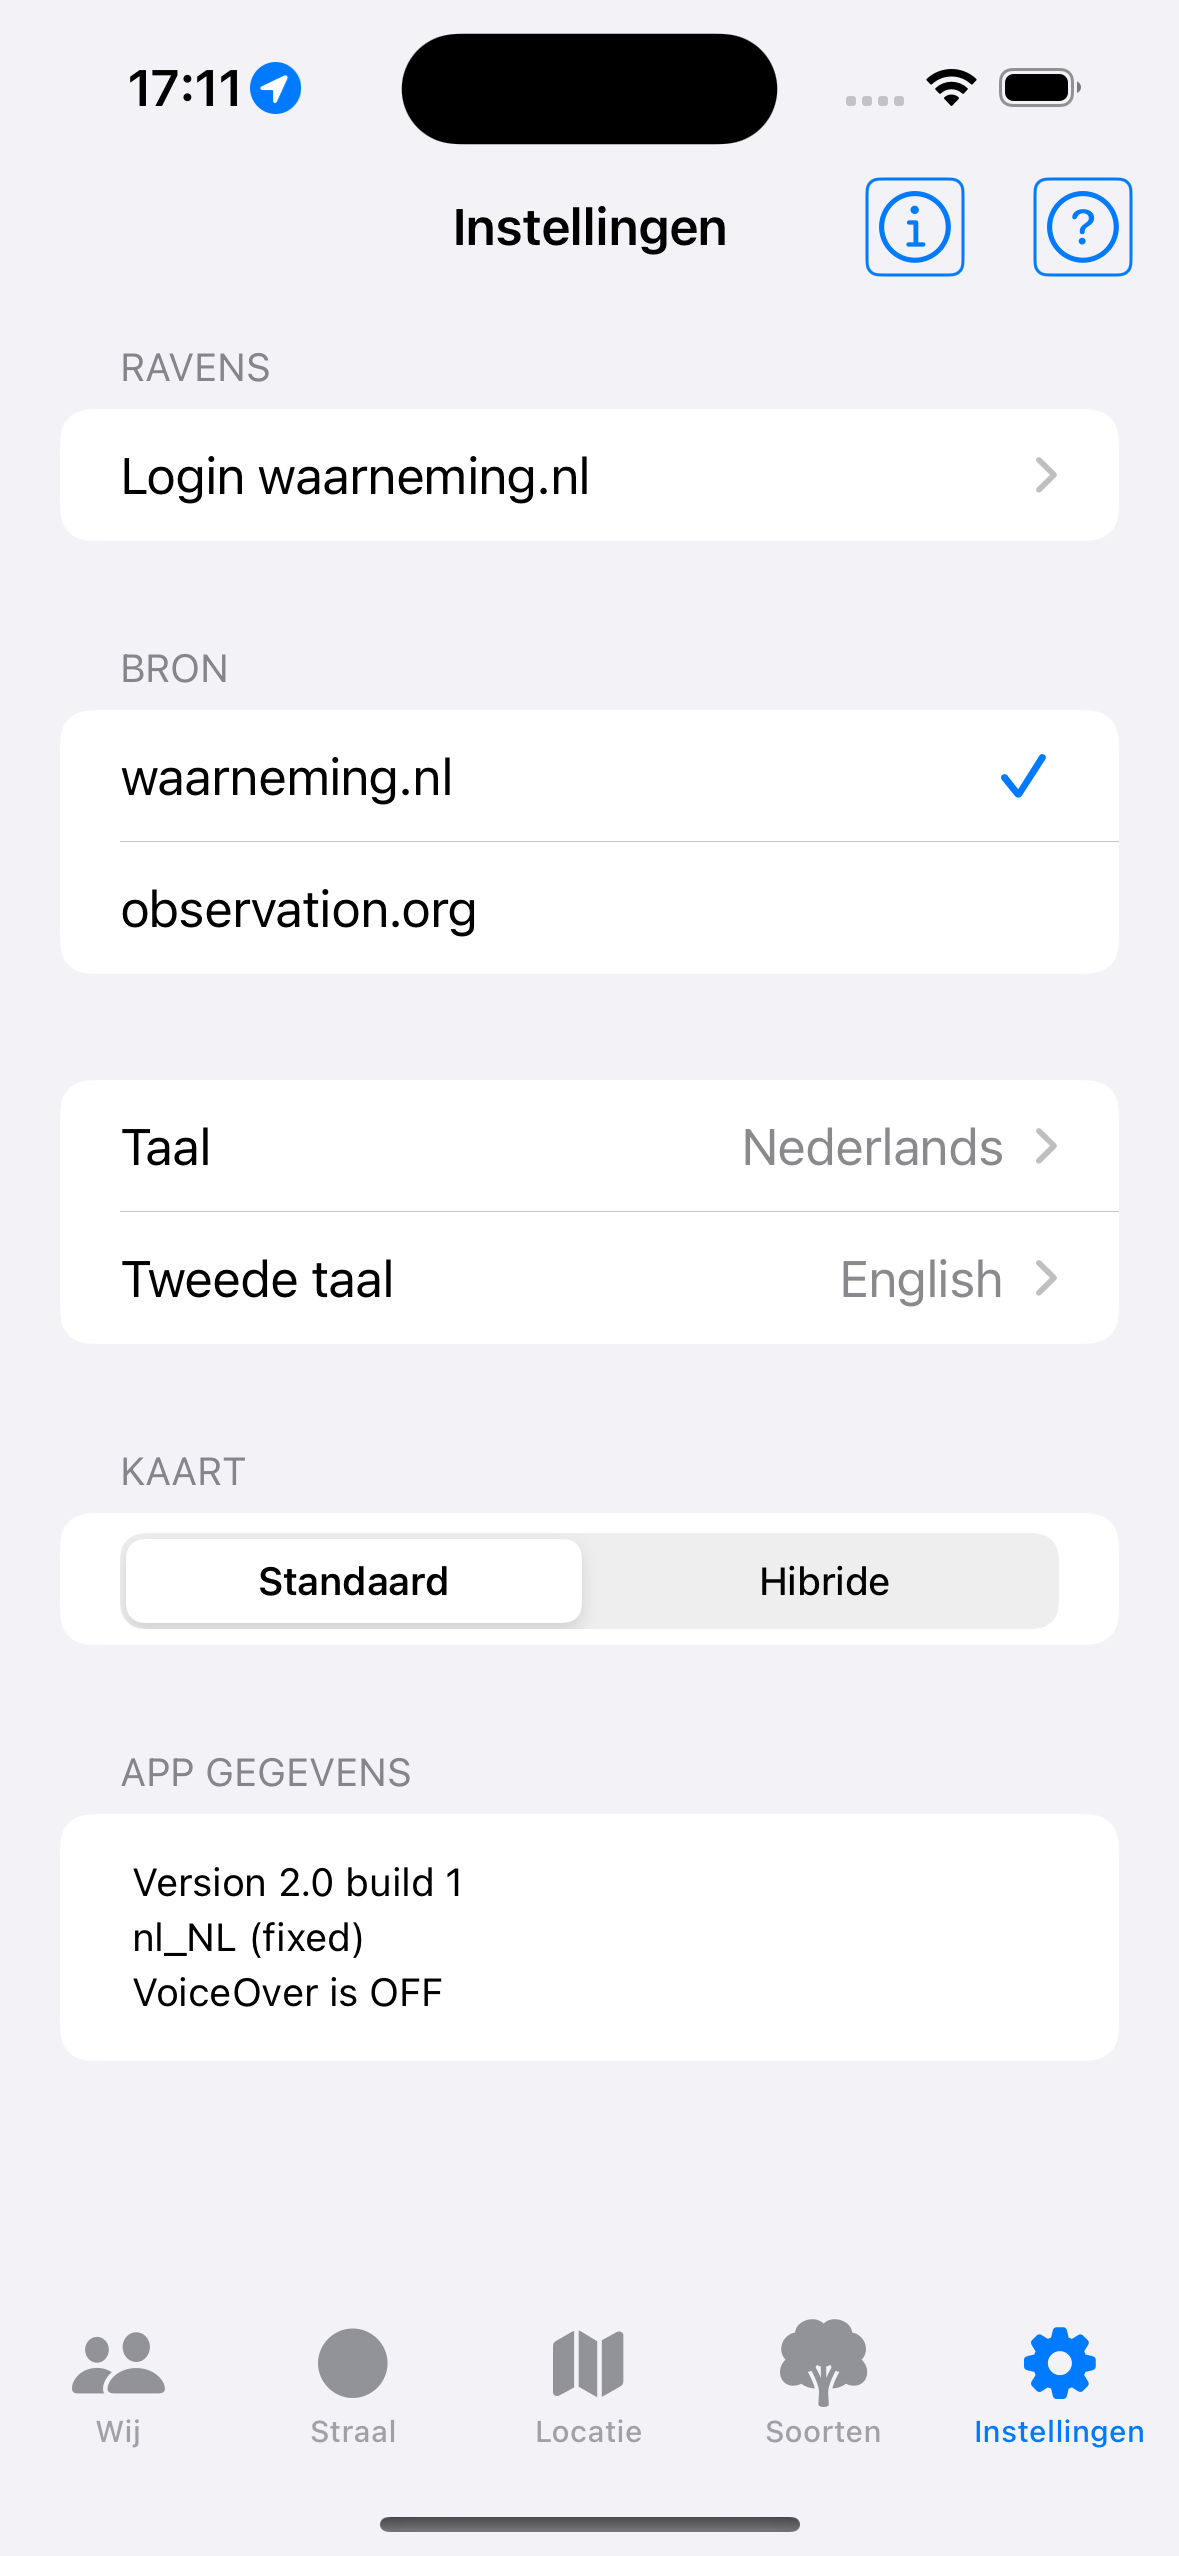 17:11
Instellingen
RAVENS
Login waarneming.nl
BRON
waarneming.nl
observation.org
Taal Nederlands
Tweede taal English
KAART
Standaard Hibride
APP GEGEVENS
Version 2.0 build 1
nl_NL (fixed)
VoiceOver is OFF
Wij Straal Locatie Soorten Instellingen